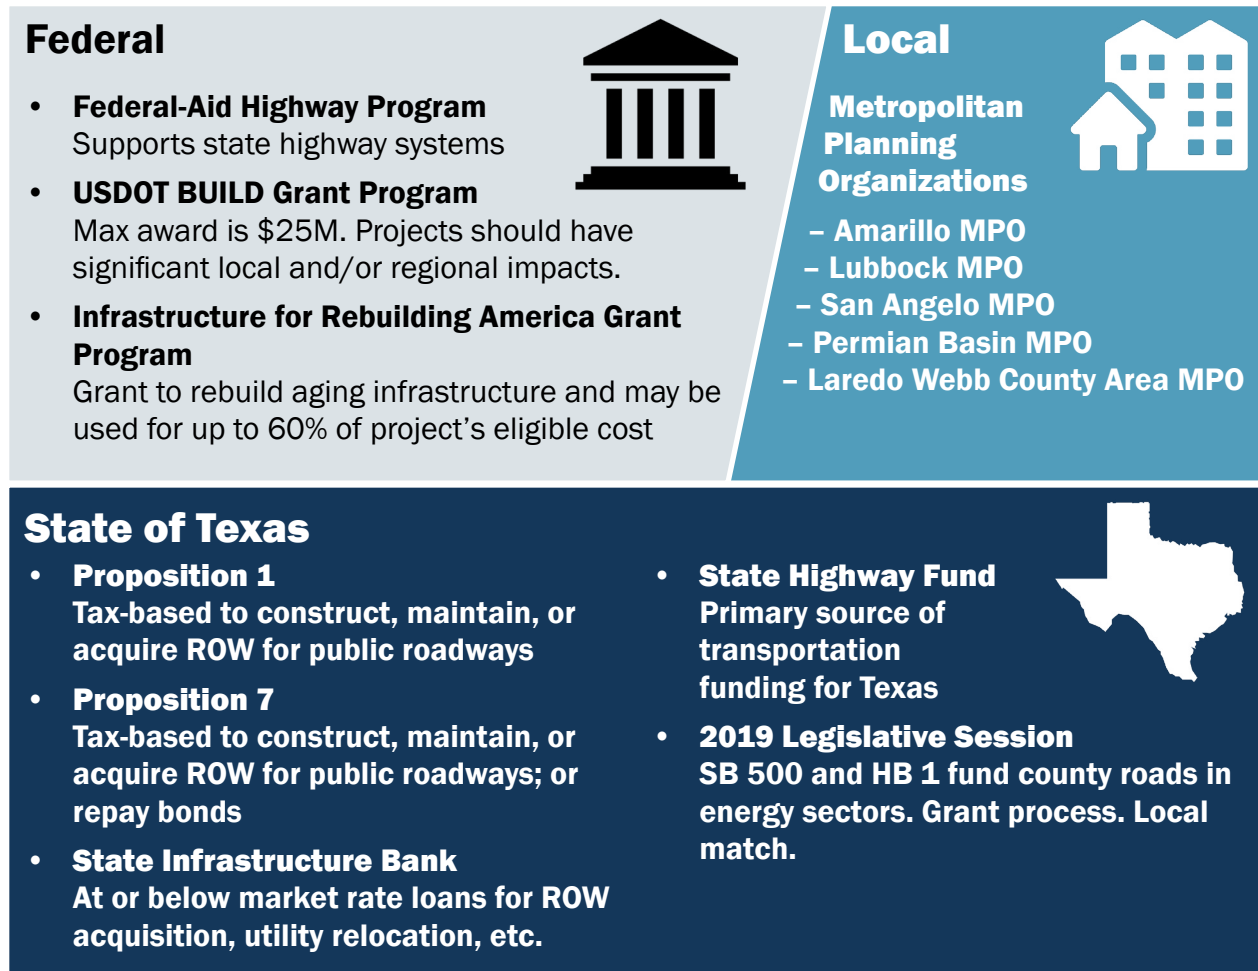 Federal
• Federal-Aid Highway Program
Supports state highway systems
• USDOT BUILD Grant Program
Max award is $25M. Projects should have
significant local and/or regional impacts.
• Infrastructure for Rebuilding America Grant
Program
Grant to rebuild aging infrastructure and may be
used for up to 60% of project's eligible cost
Local
Metropolitan
Planning
Organizations
– Amarillo MPO
– Lubbock MPO
– San Angelo MPO
– Permian Basin MPO
– Laredo Webb County Area MPO
State of Texas
• Proposition 1
Tax-based to construct, maintain, or
acquire ROW for public roadways
• Proposition 7
Tax-based to construct, maintain, or
acquire ROW for public roadways; or
repay bonds
• State Infrastructure Bank
At or below market rate loans for ROW
acquisition, utility relocation, etc.
• State Highway Fund
Primary source of
transportation
funding for Texas
• 2019 Legislative Session
SB 500 and HB 1 fund county roads in
energy sectors. Grant process. Local
match.